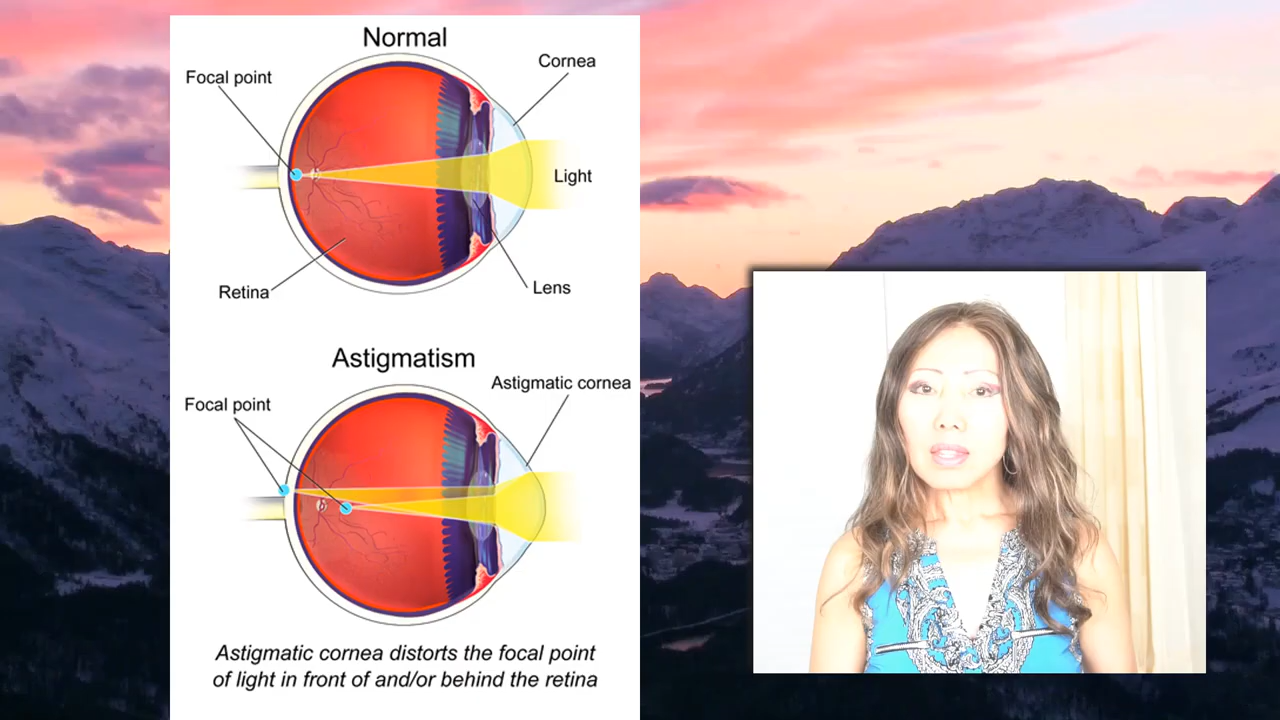 Normal
Cornea
Focal point
Light
Retina
Lens
Astigmatism
Astigmatic cornea
Focal point
Astigmatic cornea distorts the focal point
of light in front of and/or behind the retina